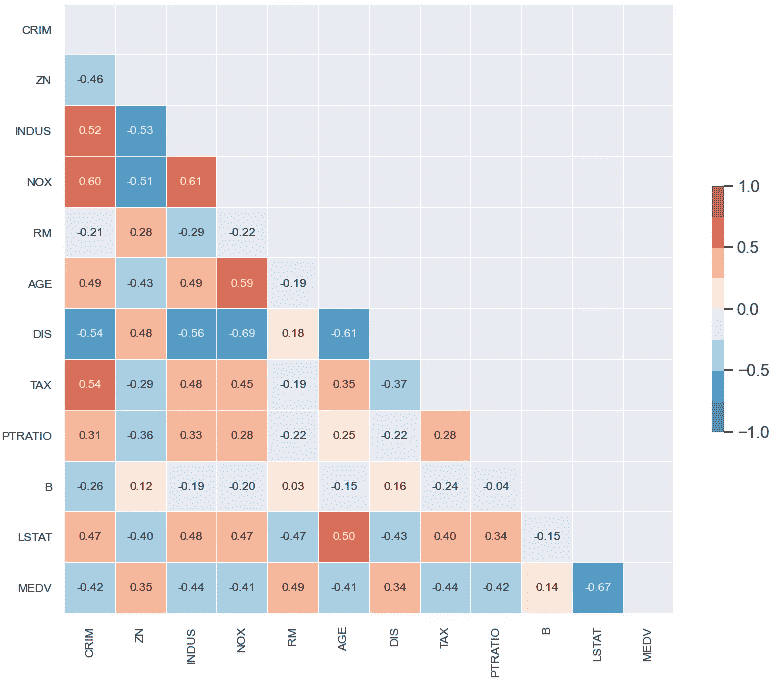 CRIM
ZN -0.46
INDUS 0.52 -0.53
NOX 0.60 -0.51 0.61
RM -0.21 0.28 -0.29 -0.22
AGE 0.49 -0.43 0.49 0.59 -0.19
DIS -0.54 0.48 -0.56 -0.69 0.18 -0.61
TAX 0.54 -0.29 0.48 0.45 -0.19 0.35 -0.37
PTRATIO 0.31 -0.36 0.33 0.28 -0.22 0.25 -0.22 0.28
B -0.26 0.12 -0.19 -0.20 0.03 -0.15 0.16 -0.24 -0.04
LSTAT 0.47 -0.40 0.48 0.47 -0.47 0.50 -0.43 0.40 0.34 -0.15
MEDV -0.42 0.35 -0.44 -0.41 0.49 -0.41 0.34 -0.44 -0.42 0.14 -0.67
CRIM ZN INDUS NOX RM AGE DIS TAX PTRATIO B LSTAT MEDV
1.0
0.5
0.0
−0.5
−1.0